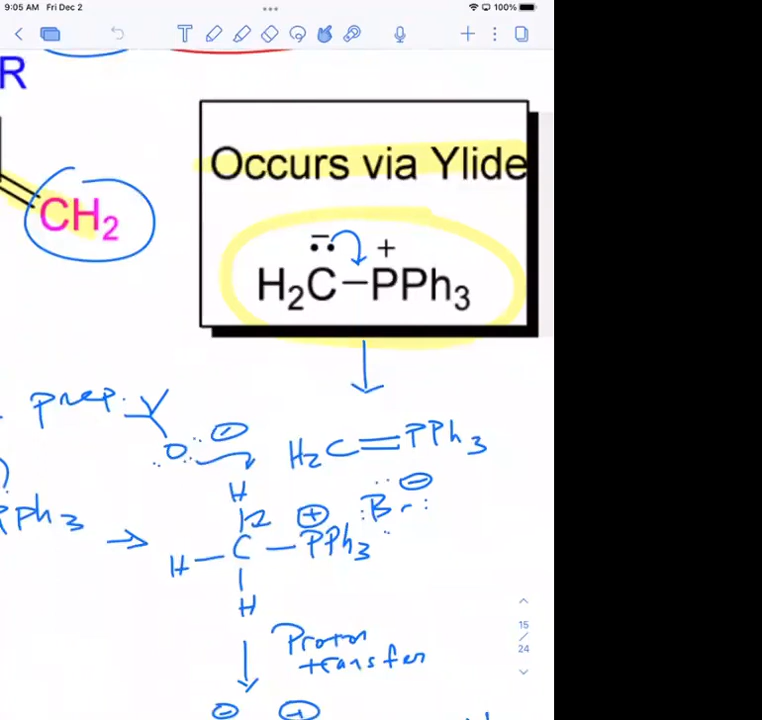 9:05 AM Fri Dec 2
100%
T
R
CH2
Occurs via Ylide
H2C–PPh3
+
prep.
O
H2C=PPh3
H
Br
PPh3
H–C–PPh3
H
Proton
transfer
15
/
24